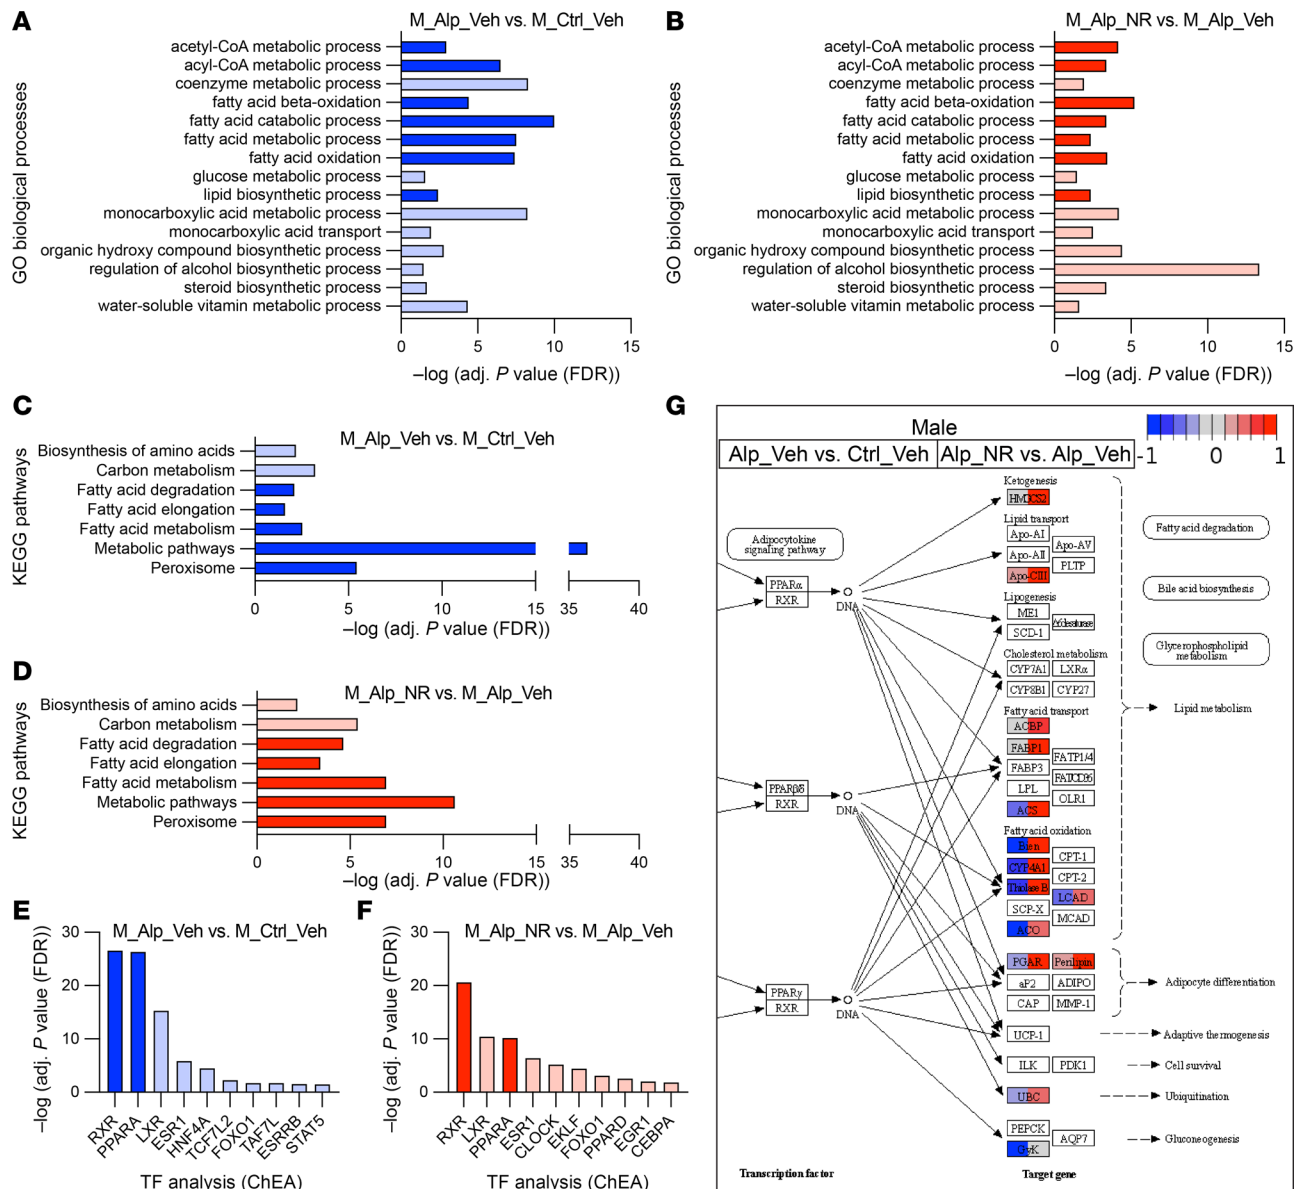 A
M_Alp_Veh vs. M_Ctrl_Veh
GO biological processes
acetyl-CoA metabolic process
acyl-CoA metabolic process
coenzyme metabolic process
fatty acid beta-oxidation
fatty acid catabolic process
fatty acid metabolic process
fatty acid oxidation
glucose metabolic process
lipid biosynthetic process
monocarboxylic acid metabolic process
monocarboxylic acid transport
organic hydroxy compound biosynthetic process
regulation of alcohol biosynthetic process
steroid biosynthetic process
water-soluble vitamin metabolic process
0 5 10 15
–log (adj. P value (FDR))
B
M_Alp_NR vs. M_Alp_Veh
GO biological processes
acetyl-CoA metabolic process
acyl-CoA metabolic process
coenzyme metabolic process
fatty acid beta-oxidation
fatty acid catabolic process
fatty acid metabolic process
fatty acid oxidation
glucose metabolic process
lipid biosynthetic process
monocarboxylic acid metabolic process
monocarboxylic acid transport
organic hydroxy compound biosynthetic process
regulation of alcohol biosynthetic process
steroid biosynthetic process
water-soluble vitamin metabolic process
0 5 10 15
–log (adj. P value (FDR))
C
M_Alp_Veh vs. M_Ctrl_Veh
KEGG pathways
Biosynthesis of amino acids
Carbon metabolism
Fatty acid degradation
Fatty acid elongation
Fatty acid metabolism
Metabolic pathways
Peroxisome
0 5 10 15 35 40
–log (adj. P value (FDR))
D
M_Alp_NR vs. M_Alp_Veh
KEGG pathways
Biosynthesis of amino acids
Carbon metabolism
Fatty acid degradation
Fatty acid elongation
Fatty acid metabolism
Metabolic pathways
Peroxisome
0 5 10 15 35 40
–log (adj. P value (FDR))
E
M_Alp_Veh vs. M_Ctrl_Veh
–log (adj. P value (FDR))
30
20
10
0
RXR
PPARA
LXR
ESR1
HNF4A
TCF7L2
FOXO1
TAF7L
ESRRB
STAT5
TF analysis (ChEA)
F
M_Alp_NR vs. M_Alp_Veh
–log (adj. P value (FDR))
30
20
10
0
RXR
LXR
PPARA
ESR1
CLOCK
EKLF
FOXO1
PPARD
EGR1
CEBPA
TF analysis (ChEA)
G
Male
Alp_Veh vs. Ctrl_Veh
Alp_NR vs. Alp_Veh
-1 0 1
Adipocytokine
signaling pathway
PPARα
RXR
DNA
PPARβδ
RXR
DNA
PPARγ
RXR
DNA
Ketogenesis
HMGCS2
Lipid transport
Apo-AI
Apo-AII
Apo-AV
PLTP
Apo-CIII
Lipogenesis
ME1
SCD-1
Cholesterol metabolism
CYP7A1
LXRα
CYP8B1
CYP27
Fatty acid transport
ACBP
FABP1
FABP3
FATP1/4
LPL
OLR1
ACS
Fatty acid oxidation
Bien
CPT-1
CYP4A1
CPT-2
Thiolase B
LCAD
SCP-X
MCAD
ACO
PGAR
Perilipin
aP2
ADIPO
CAP
MMP-1
UCP-1
ILK
PDK1
UBC
PEPCK
AQP7
GyK
Fatty acid degradation
Bile acid biosynthesis
Glycerophospholipid
metabolism
Lipid metabolism
Adipocyte differentiation
Adaptive thermogenesis
Cell survival
Ubiquitination
Gluconeogenesis
Transcription factor
Target gene